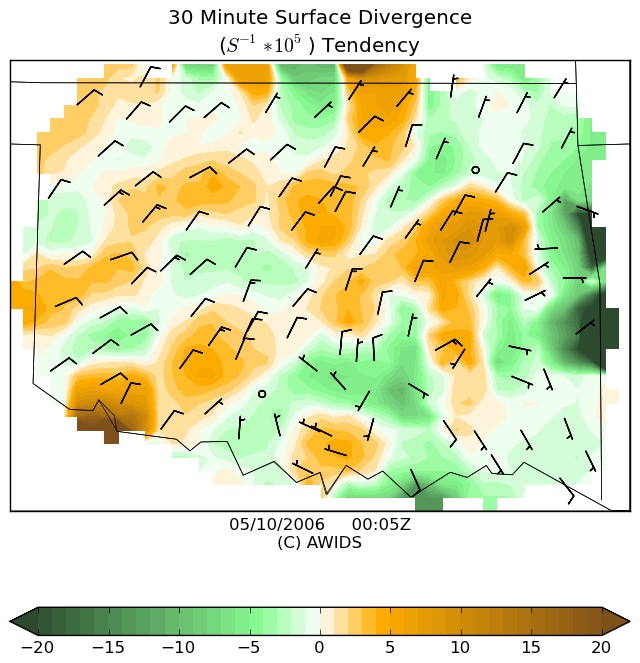 30 Minute Surface Divergence
(S⁻¹ * 10⁵ ) Tendency
05/10/2006 00:05Z
(C) AWIDS
−20 −15 −10 −5 0 5 10 15 20